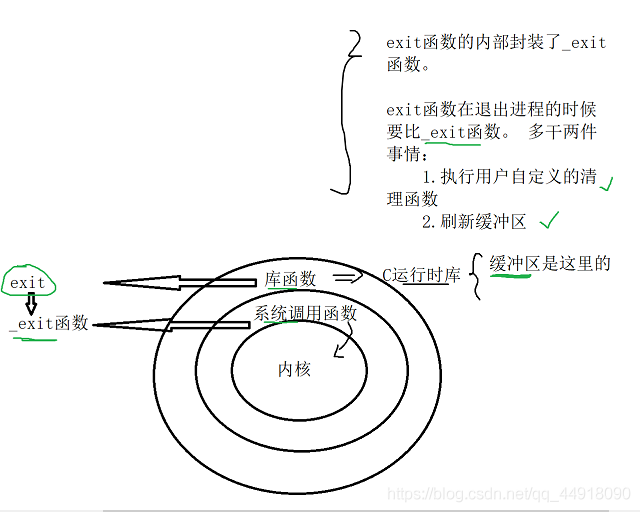 2
exit函数的内部封装了_exit
函数。
exit函数在退出进程的时候
要比_exit函数。 多干两件
事情：
1.执行用户自定义的清
理函数
2.刷新缓冲区
缓冲区是这里的
库函数
C运行时库
exit
系统调用函数
_exit函数
内核
https://blog.csdn.net/qq_44918090